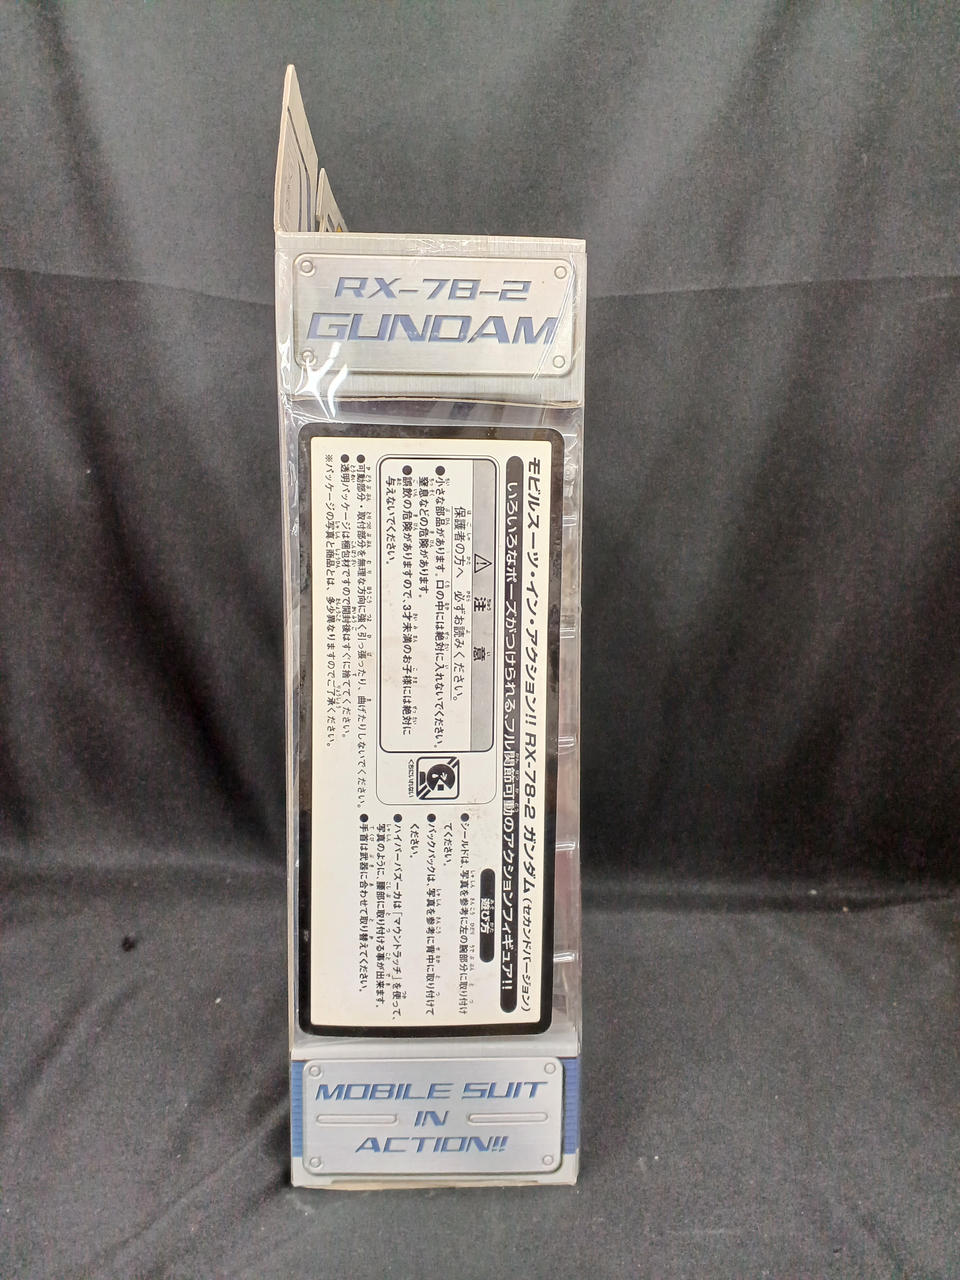 RX-78-2
GUNDAM
モビルスーツ・イン・アクション!! RX-78-2 ガンダム(セカンドバージョン)
いろいろなポーズがつけられる、フル関節可動のアクションフィギュア!!
⚠ 注意
保護者の方へ 必ずお読みください。
●小さな部品があります。口の中には絶対に入れないでください。
窒息などの危険があります。
●誤飲の危険がありますので、3才未満のお子様には絶対に
与えないでください。
くちにいれない
●可動部分・取付部分を無理な方向に強く引っ張ったり、曲げたりしないでください。
●透明パッケージは梱包材ですので開封後はすぐに捨ててください。
※パッケージの写真と商品とは、多少異なりますのでご了承ください。
遊び方
●シールドは、写真を参考に左の腕部分に取り付け
てください。
●バックパックは、写真を参考に背中に取り付けて
ください。
●ハイパーバズーカは「マウントラッチ」を使って、
写真のように、腰部に取り付ける事が出来ます。
●手首は武器に合わせて取り替えてください。
MOBILE SUIT
IN
ACTION!!